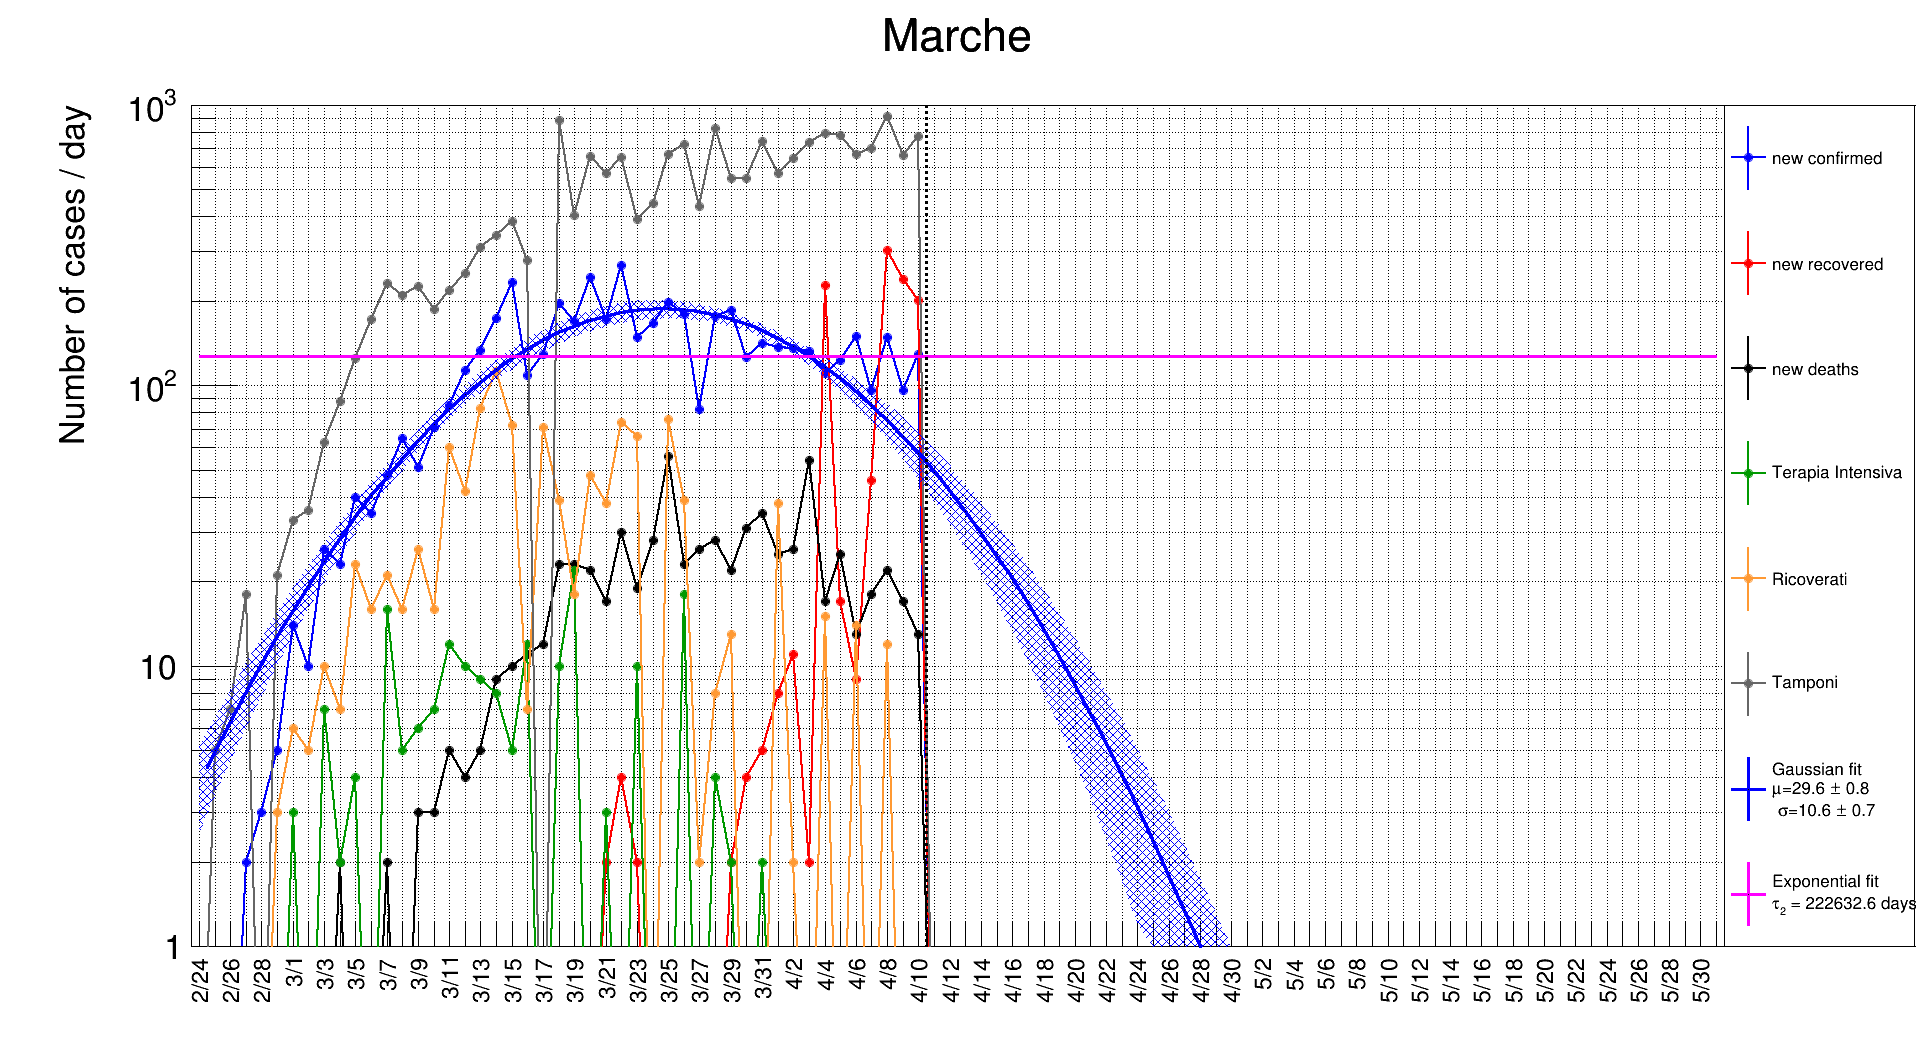 Marche
Number of cases / day
10³
10²
10
1
2/24 2/26 2/28 3/1 3/3 3/5 3/7 3/9 3/11 3/13 3/15 3/17 3/19 3/21 3/23 3/25 3/27 3/29 3/31 4/2 4/4 4/6 4/8 4/10 4/12 4/14 4/16 4/18 4/20 4/22 4/24 4/26 4/28 4/30 5/2 5/4 5/6 5/8 5/10 5/12 5/14 5/16 5/18 5/20 5/22 5/24 5/26 5/28 5/30
new confirmed
new recovered
new deaths
Terapia Intensiva
Ricoverati
Tamponi
Gaussian fit
μ=29.6 ± 0.8
σ=10.6 ± 0.7
Exponential fit
τ₂ = 222632.6 days